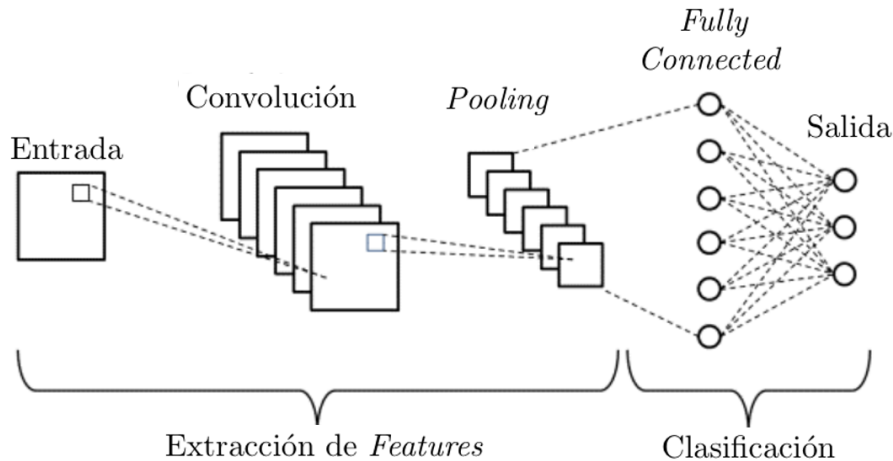 Fully
Connected
Convolución
Pooling
Salida
Entrada
Extracción de Features
Clasificación